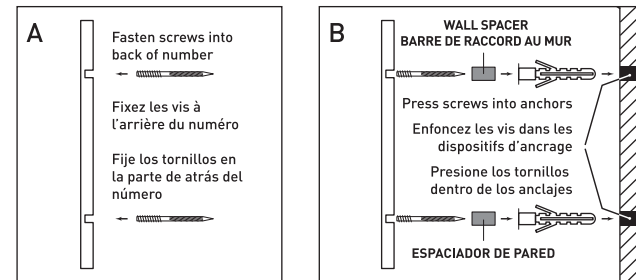 A
Fasten screws into
back of number
Fixez les vis à
l'arrière du numéro
Fije los tornillos en
la parte de atrás del
número
B
WALL SPACER
BARRE DE RACCORD AU MUR
Press screws into anchors
Enfoncez les vis dans les
dispositifs d'ancrage
Presione los tornillos
dentro de los anclajes
ESPACIADOR DE PARED